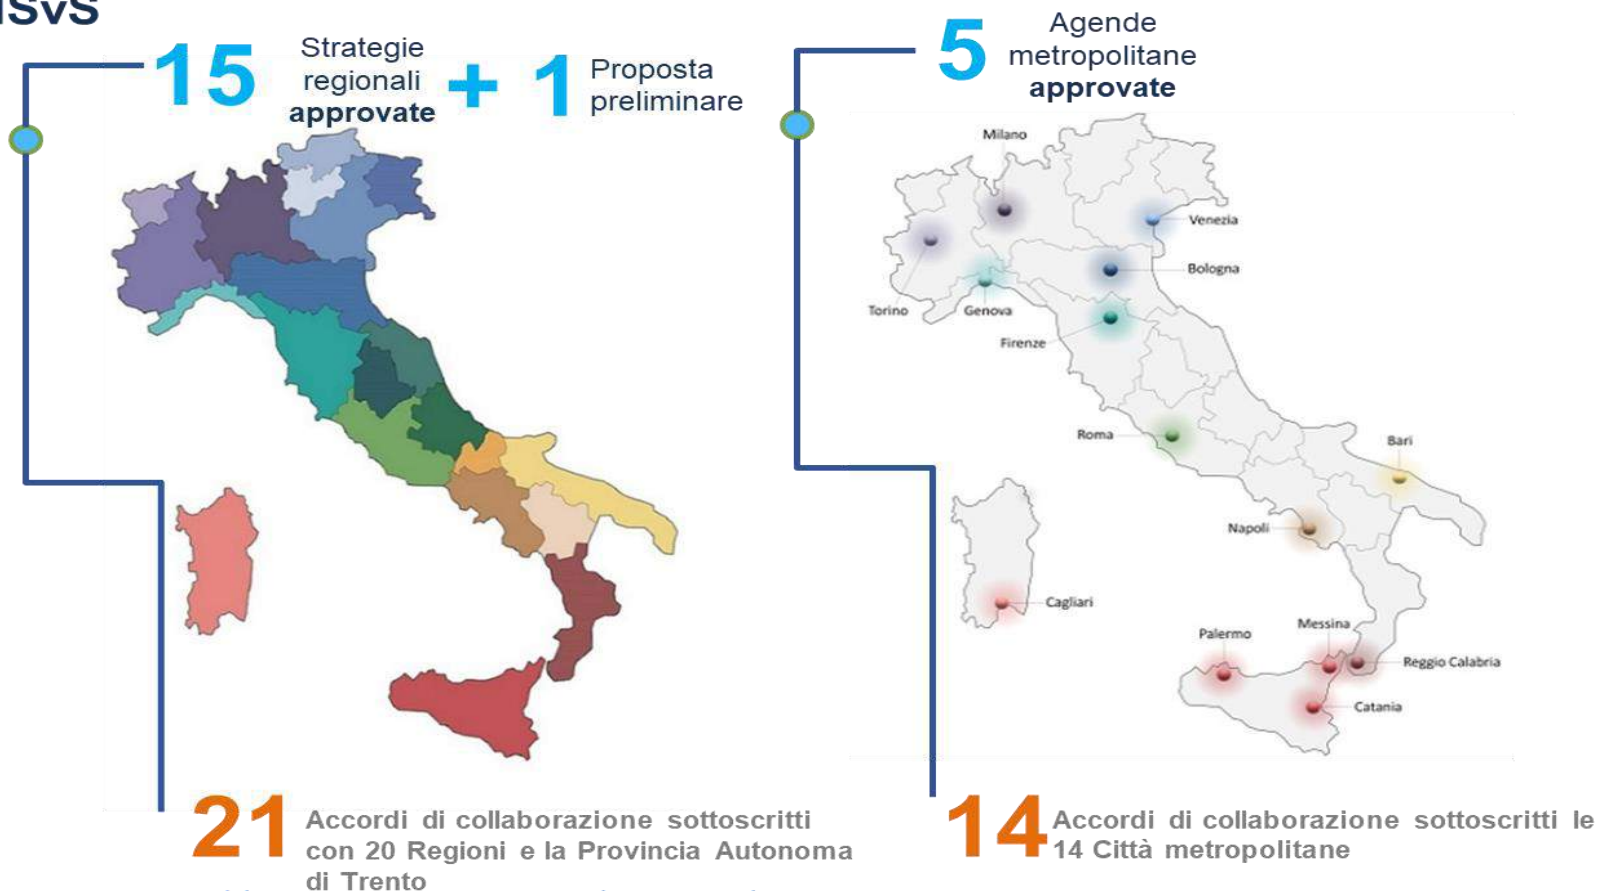 15
Strategie
regionali
approvate
+
1
Proposta
preliminare
5
Agende
metropolitane
approvate
Milano
Venezia
Bologna
Torino
Genova
Firenze
Roma
Bari
Napoli
Cagliari
Palermo
Messina
Reggio Calabria
Catania
21
Accordi di collaborazione sottoscritti
con 20 Regioni e la Provincia Autonoma
di Trento
14
Accordi di collaborazione sottoscritti le
14 Città metropolitane